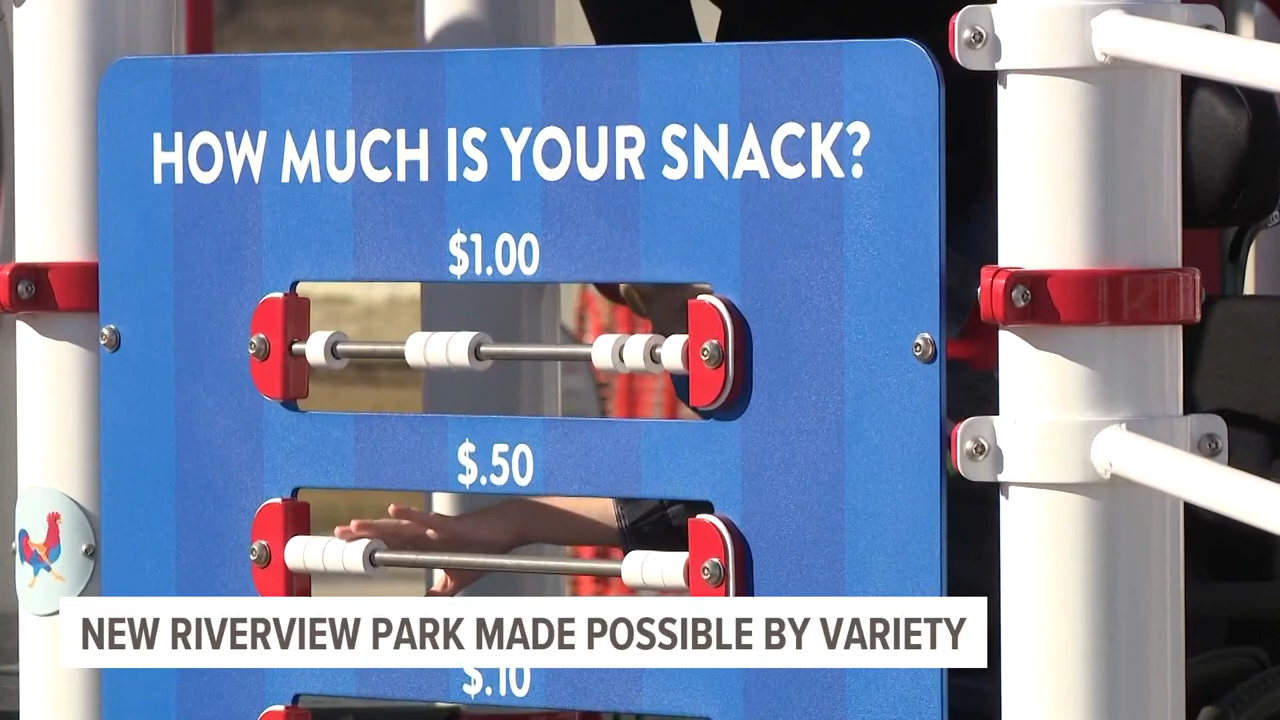 HOW MUCH IS YOUR SNACK?
$1.00
$.50
NEW RIVERVIEW PARK MADE POSSIBLE BY VARIETY
$.10